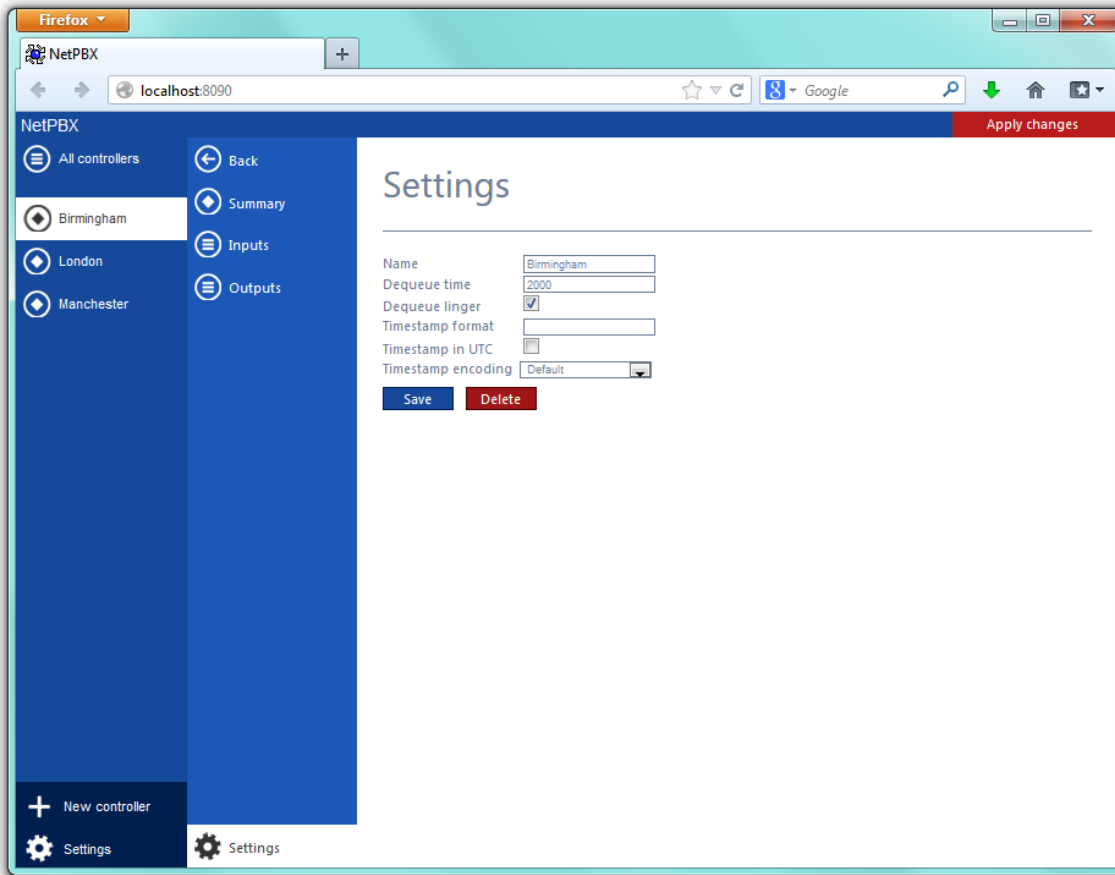 Firefox
NetPBX
localhost:8090
Google
NetPBX
Apply changes
All controllers
Birmingham
London
Manchester
New controller
Settings
Back
Summary
Inputs
Outputs
Settings
Settings
Name Birmingham
Dequeue time 2000
Dequeue linger
Timestamp format
Timestamp in UTC
Timestamp encoding Default
Save Delete